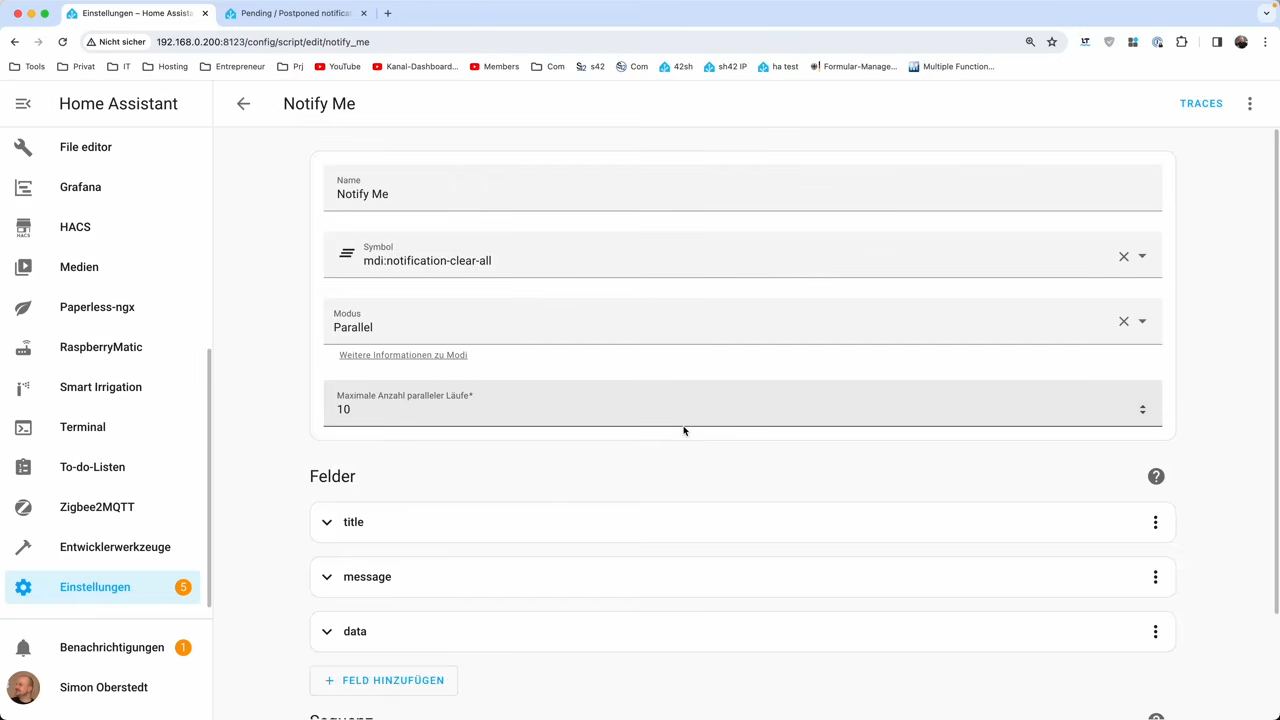 Einstellungen – Home Assista
Pending / Postponed notificat
Nicht sicher
192.168.0.200:8123/config/script/edit/notify_me
Tools
Privat
IT
Hosting
Entrepreneur
Prj
YouTube
Kanal-Dashboard...
Members
Com
s42
Com
42sh
sh42 IP
ha test
Formular-Manage...
Multiple Function...
Home Assistant
Notify Me
TRACES
File editor
Grafana
HACS
HACS
Medien
Paperless-ngx
RaspberryMatic
Smart Irrigation
Terminal
To-do-Listen
Zigbee2MQTT
Entwicklerwerkzeuge
Einstellungen
5
Benachrichtigungen
1
Simon Oberstedt
Name
Notify Me
Symbol
mdi:notification-clear-all
Modus
Parallel
Weitere Informationen zu Modi
Maximale Anzahl paralleler Läufe*
10
Felder
title
message
data
+ FELD HINZUFÜGEN
Sequenz